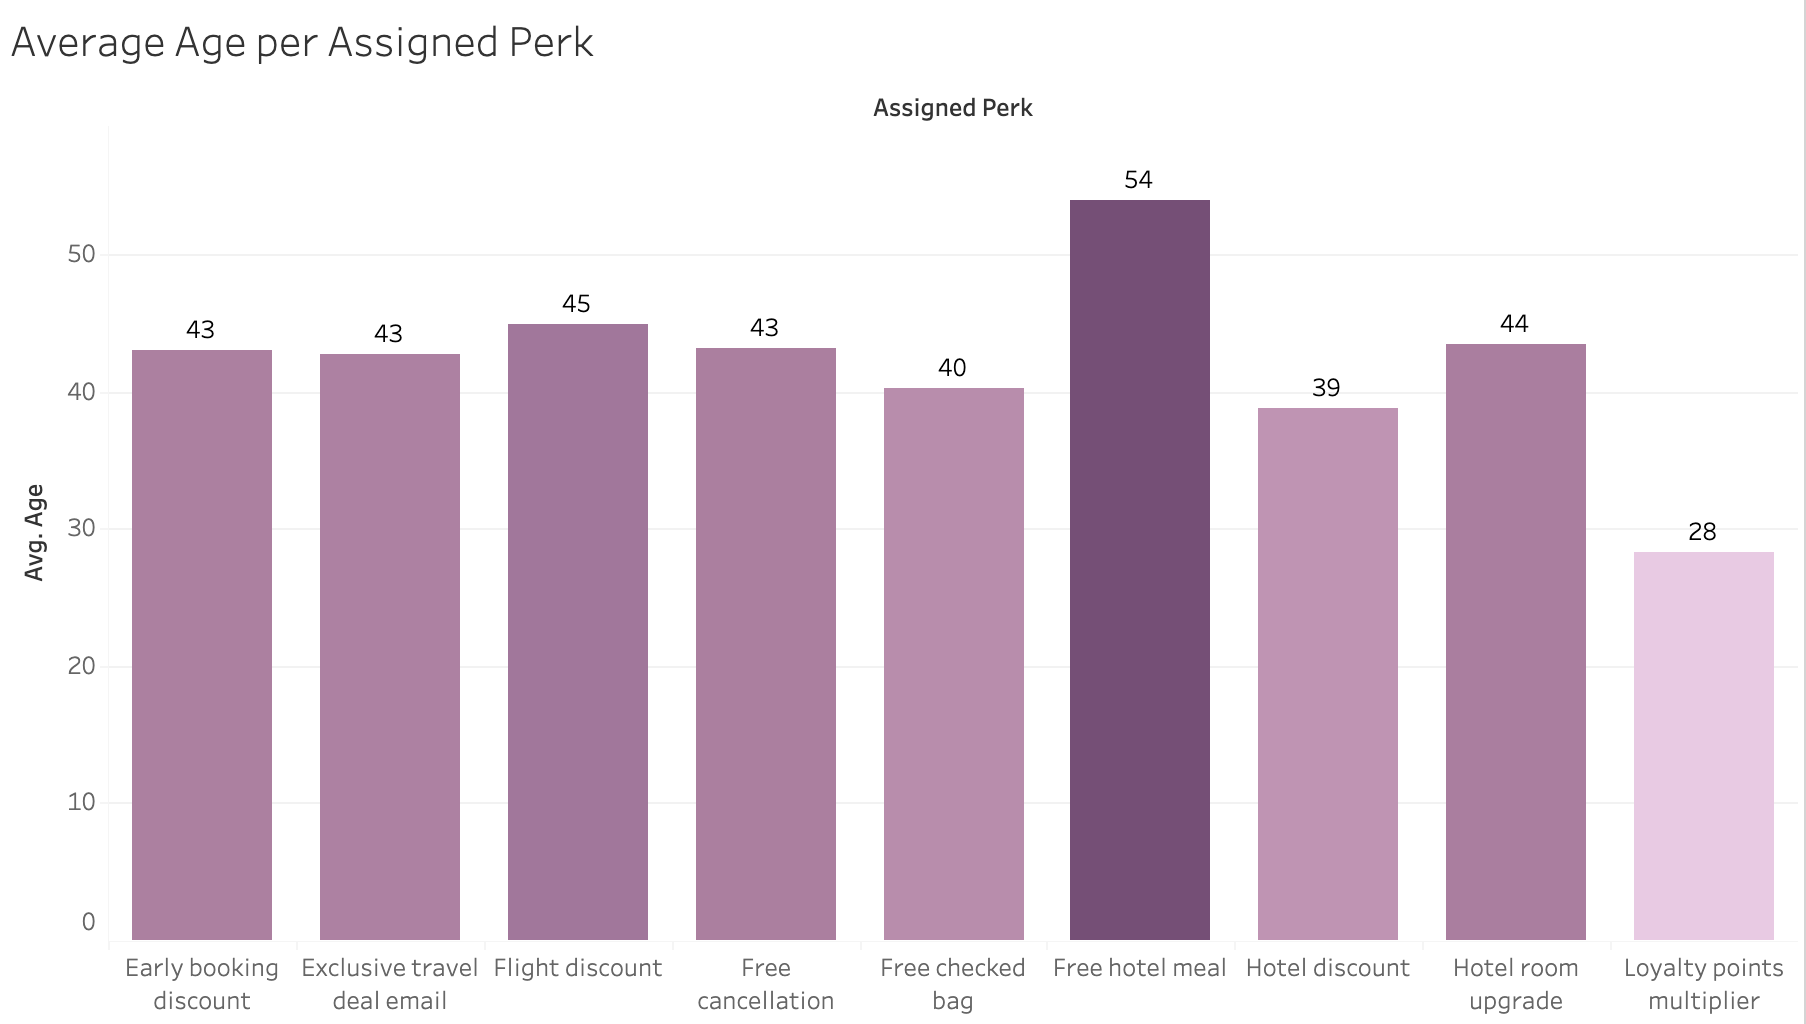 Average Age per Assigned Perk
Assigned Perk
54
50
45
43
43
43
44
40
40
39
Avg. Age
30
28
20
10
0
Early booking
discount
Exclusive travel
deal email
Flight discount
Free
cancellation
Free checked
bag
Free hotel meal
Hotel discount
Hotel room
upgrade
Loyalty points
multiplier